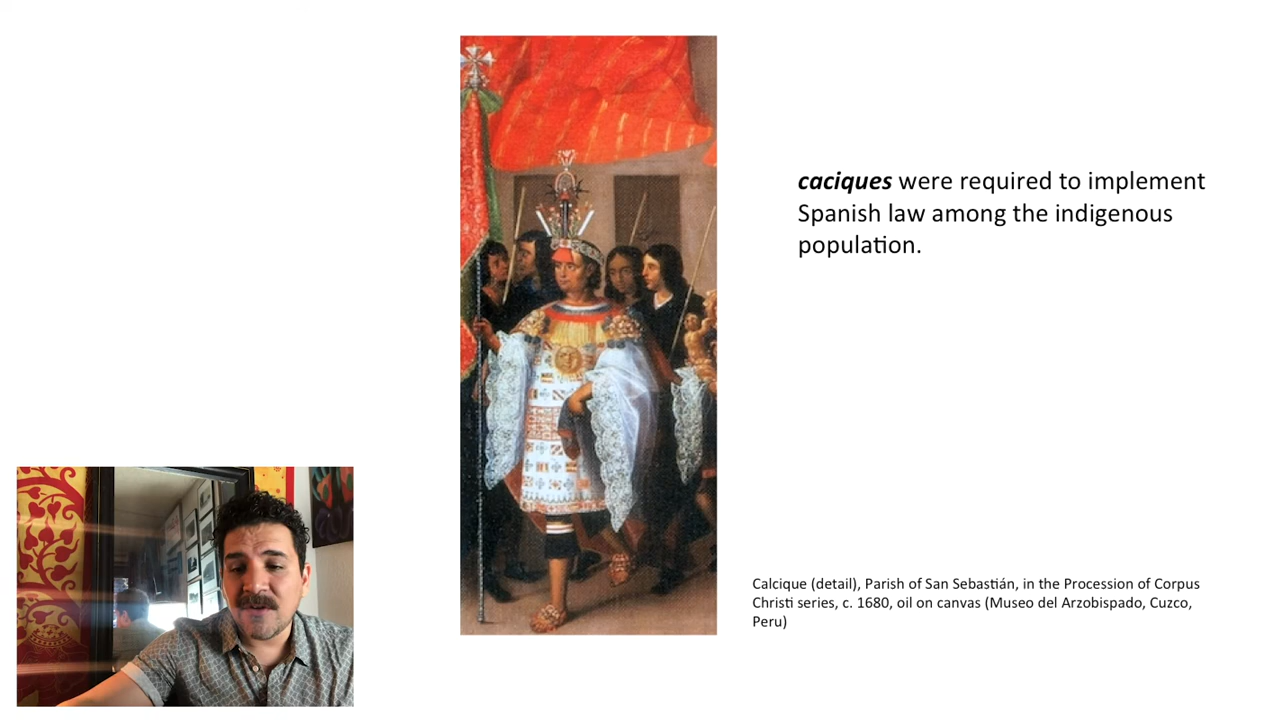 caciques were required to implement
Spanish law among the indigenous
population.
Calcique (detail), Parish of San Sebastián, in the Procession of Corpus
Christi series, c. 1680, oil on canvas (Museo del Arzobispado, Cuzco,
Peru)